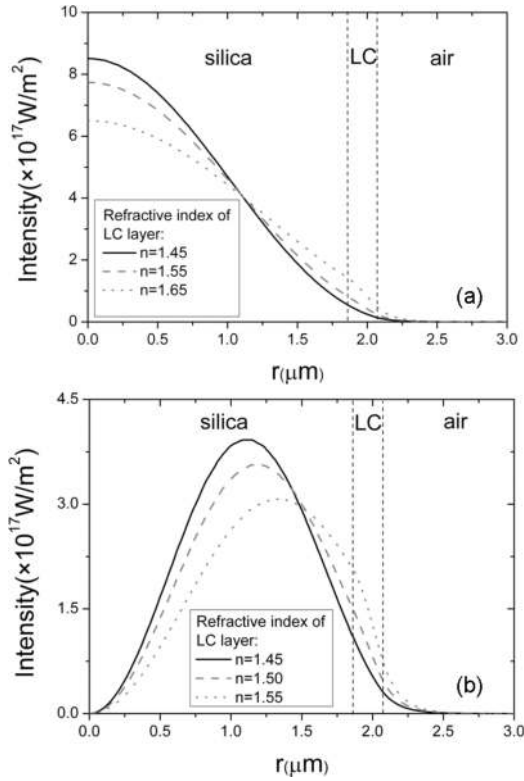 10
8
6
4
2
0
Intensity(×10¹⁷W/m²)
silica
LC
air
Refractive index of
LC layer:
n=1.45
n=1.55
n=1.65
(a)
0.0 0.5 1.0 1.5 2.0 2.5 3.0
r(μm)
4.5
3.0
1.5
0.0
Intensity(×10¹⁷W/m²)
silica
LC
air
Refractive index of
LC layer:
n=1.45
n=1.50
n=1.55
(b)
0.0 0.5 1.0 1.5 2.0 2.5 3.0
r(μm)